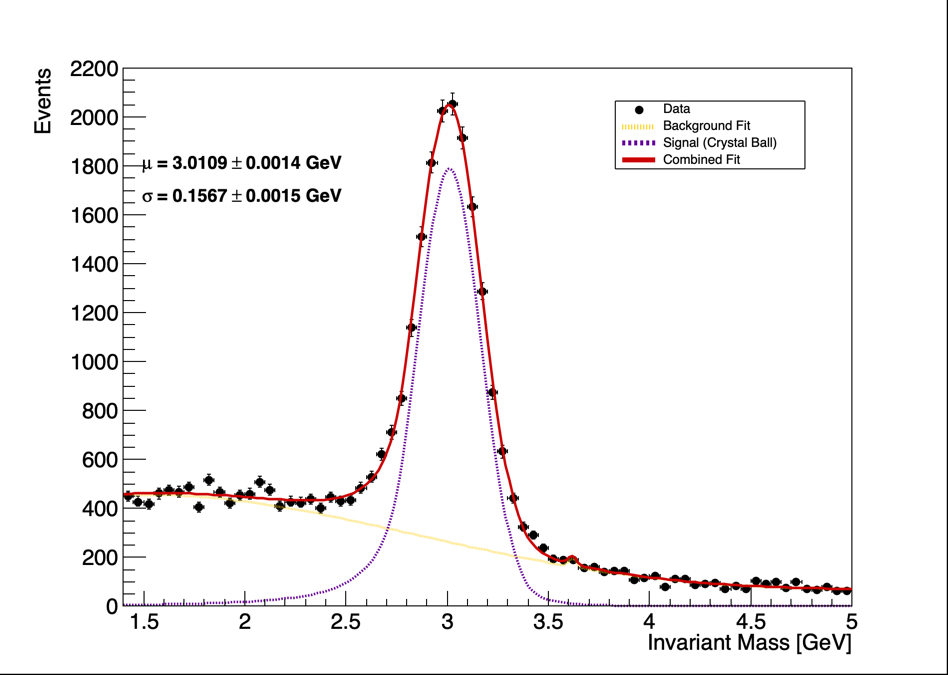 Events
2200
2000
1800
1600
1400
1200
1000
800
600
400
200
0
μ = 3.0109 ± 0.0014 GeV
σ = 0.1567 ± 0.0015 GeV
Data
Background Fit
Signal (Crystal Ball)
Combined Fit
1.5 2 2.5 3 3.5 4 4.5 5
Invariant Mass [GeV]